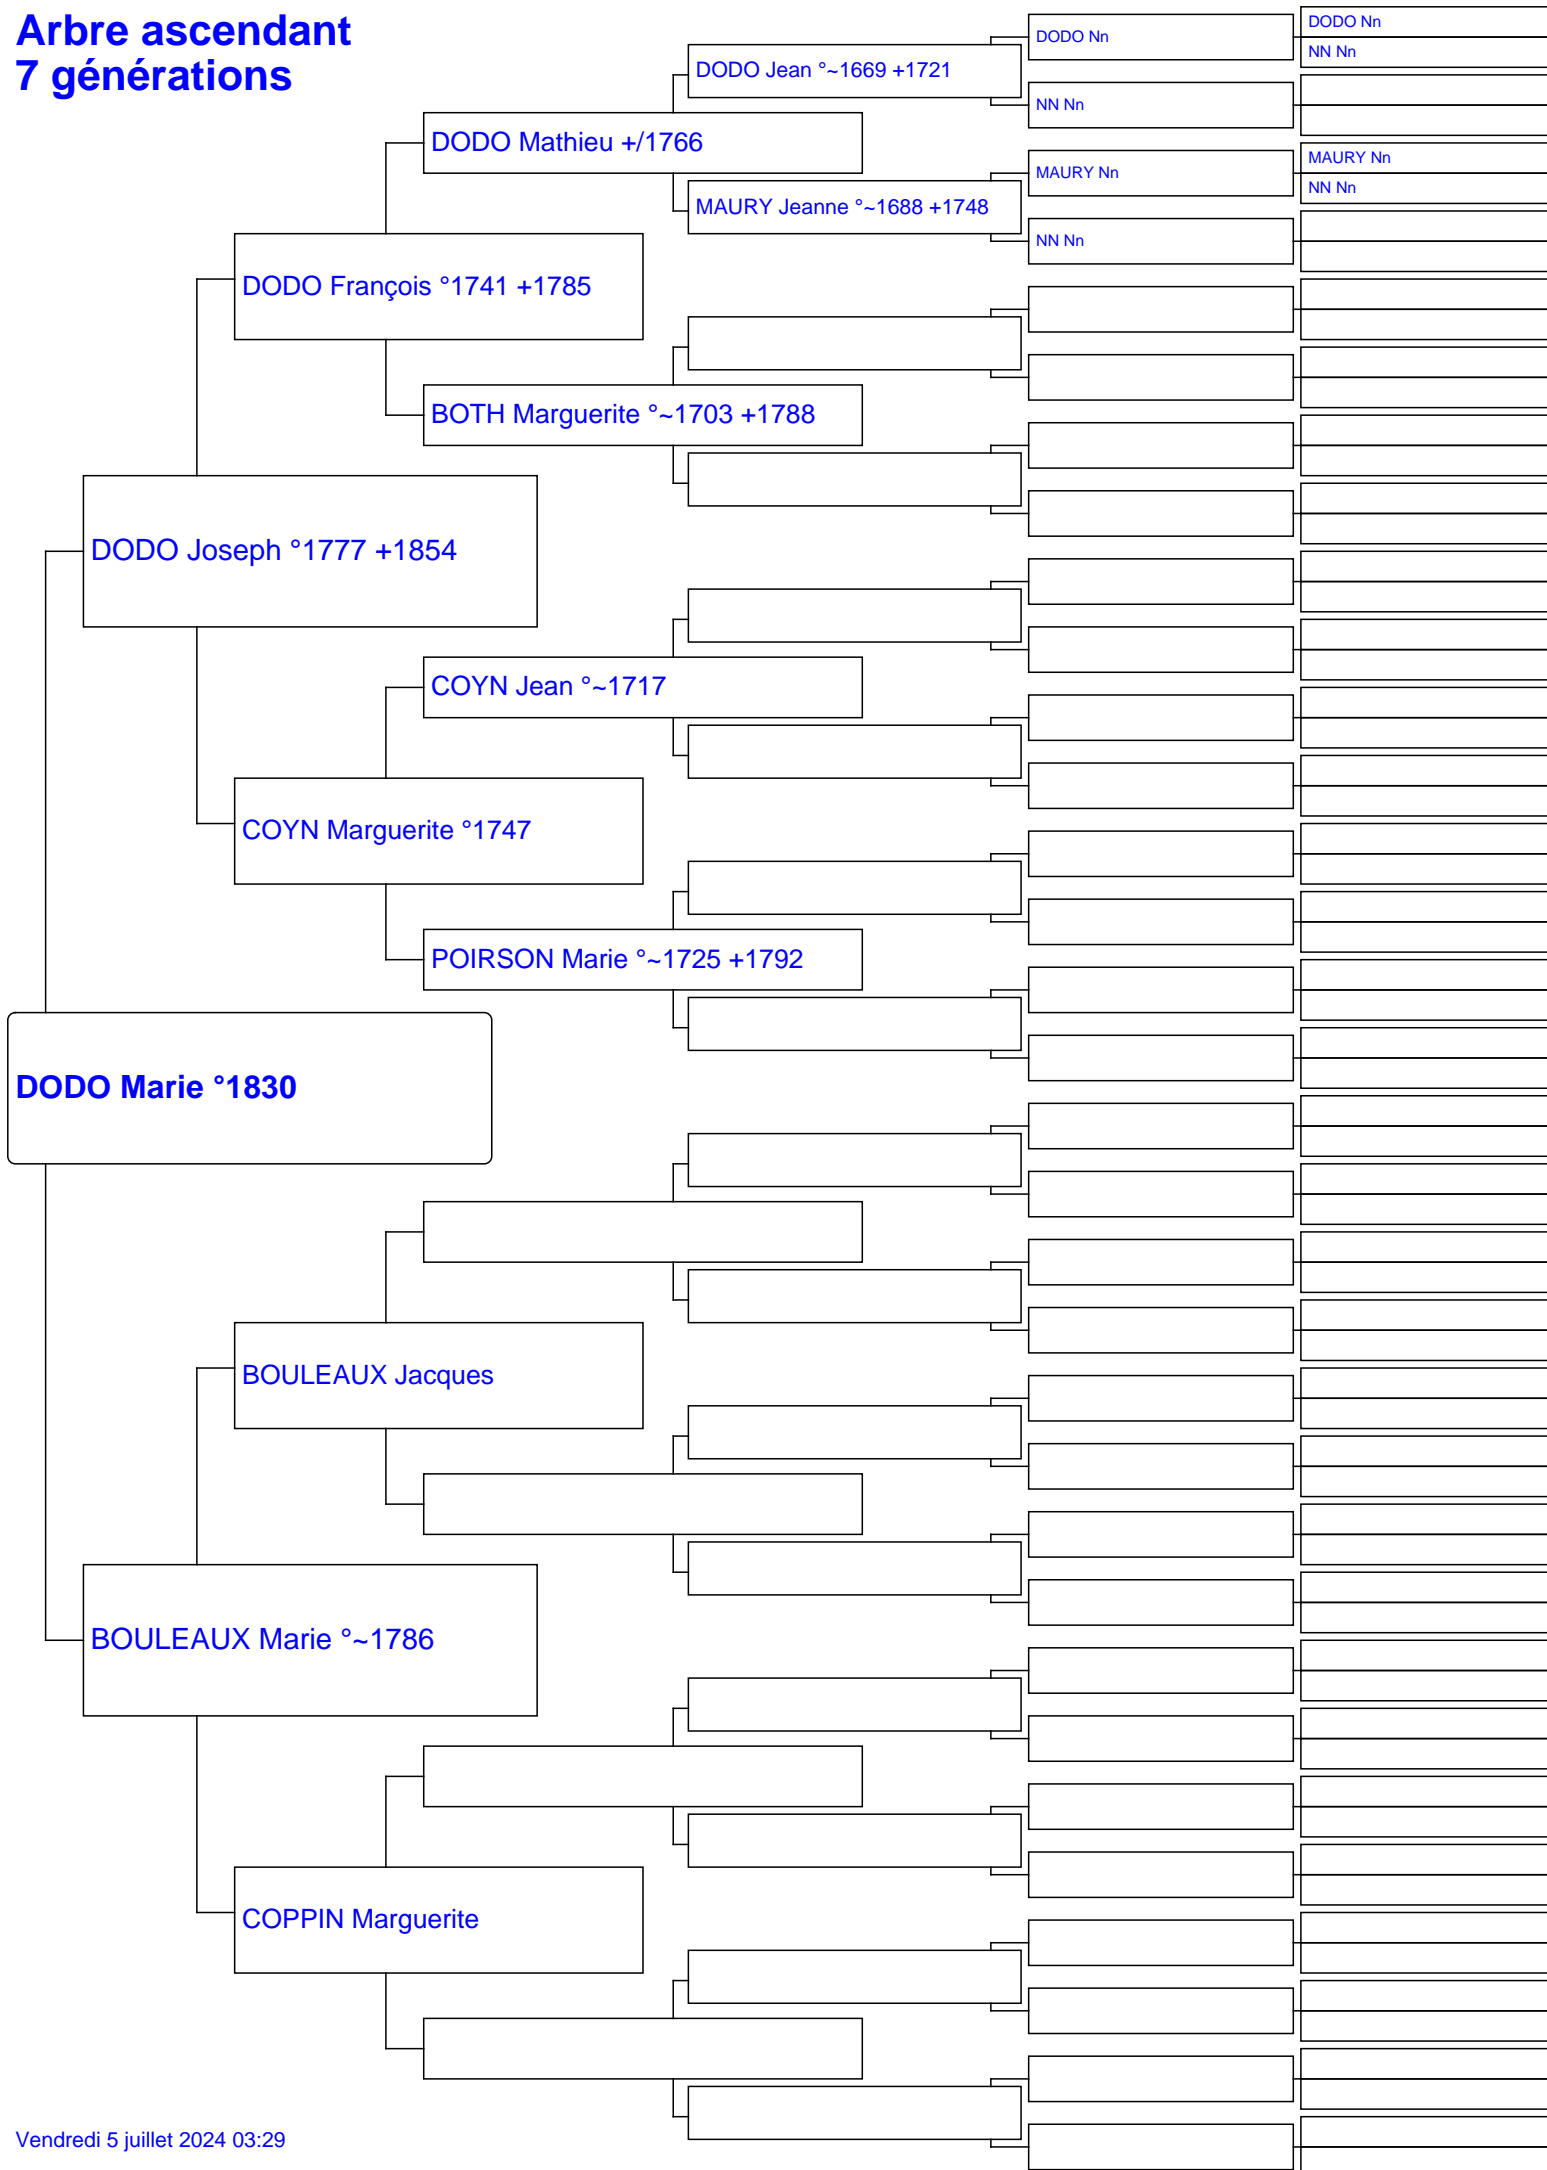 Arbre ascendant
7 générations
DODO Nn
DODO Nn
NN Nn
DODO Jean °~1669 +1721
NN Nn
DODO Mathieu +/1766
MAURY Nn
MAURY Nn
NN Nn
MAURY Jeanne °~1688 +1748
NN Nn
DODO François °1741 +1785
BOTH Marguerite °~1703 +1788
DODO Joseph °1777 +1854
COYN Jean °~1717
COYN Marguerite °1747
POIRSON Marie °~1725 +1792
DODO Marie °1830
BOULEAUX Jacques
BOULEAUX Marie °~1786
COPPIN Marguerite
Vendredi 5 juillet 2024 03:29